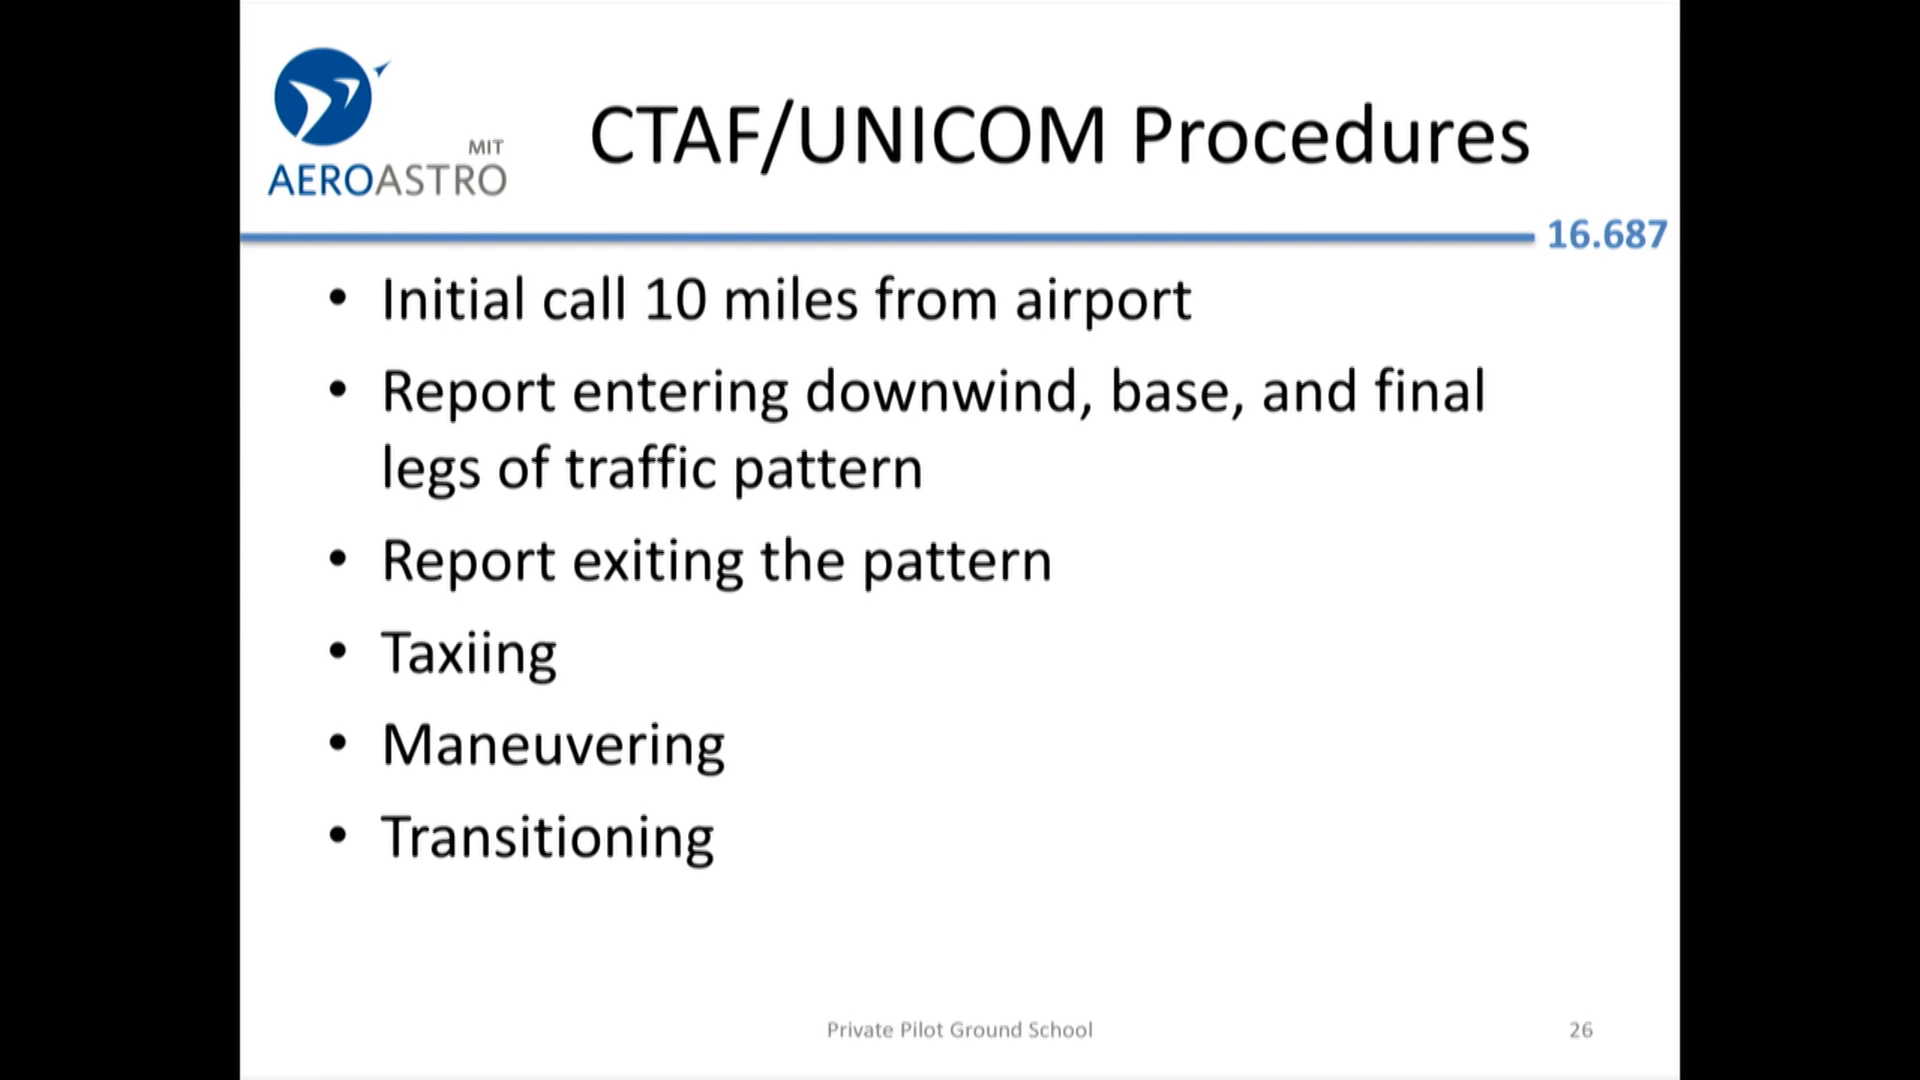 MIT
AEROASTRO
CTAF/UNICOM Procedures
16.687
• Initial call 10 miles from airport
• Report entering downwind, base, and final
legs of traffic pattern
• Report exiting the pattern
• Taxiing
• Maneuvering
• Transitioning
Private Pilot Ground School
26